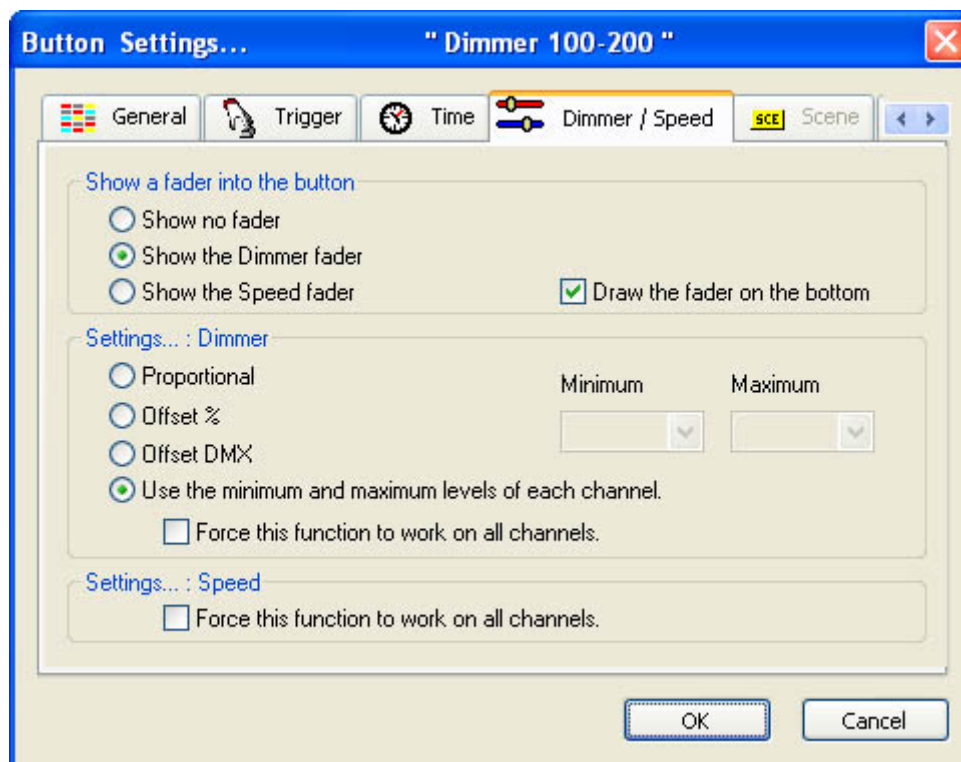 Button Settings... " Dimmer 100-200 "
General Trigger Time Dimmer / Speed SCE Scene
Show a fader into the button
Show no fader
Show the Dimmer fader
Show the Speed fader Draw the fader on the bottom
Settings... : Dimmer
Proportional Minimum Maximum
Offset %
Offset DMX
Use the minimum and maximum levels of each channel.
Force this function to work on all channels.
Settings... : Speed
Force this function to work on all channels.
OK Cancel